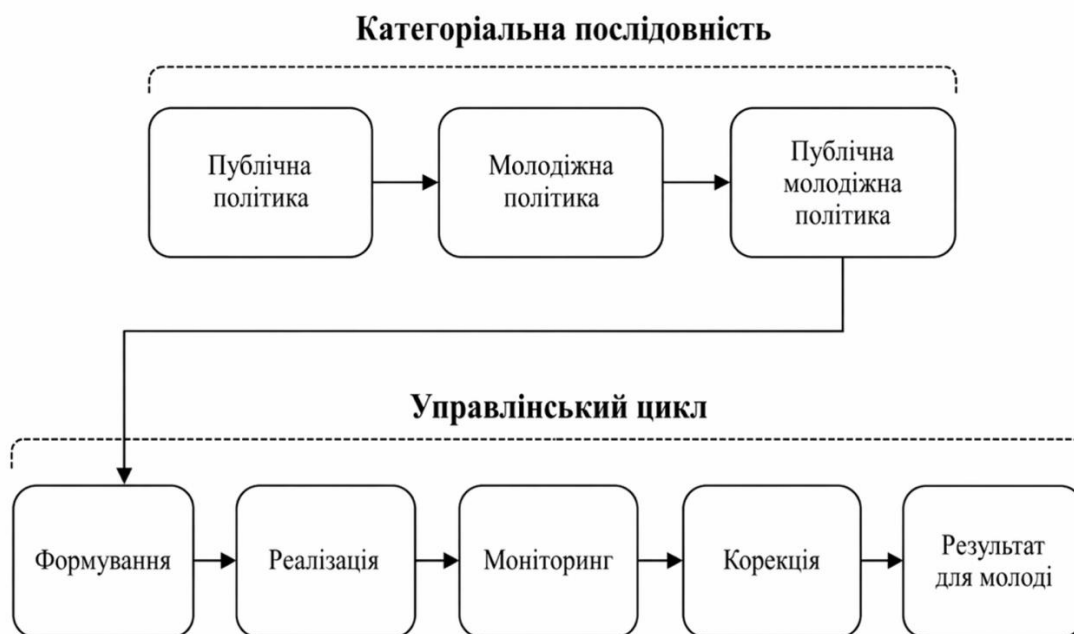 Категоріальна послідовність
Публічна
політика
Молодіжна
політика
Публічна
молодіжна
політика
Управлінський цикл
Формування
Реалізація
Моніторинг
Корекція
Результат
для молоді